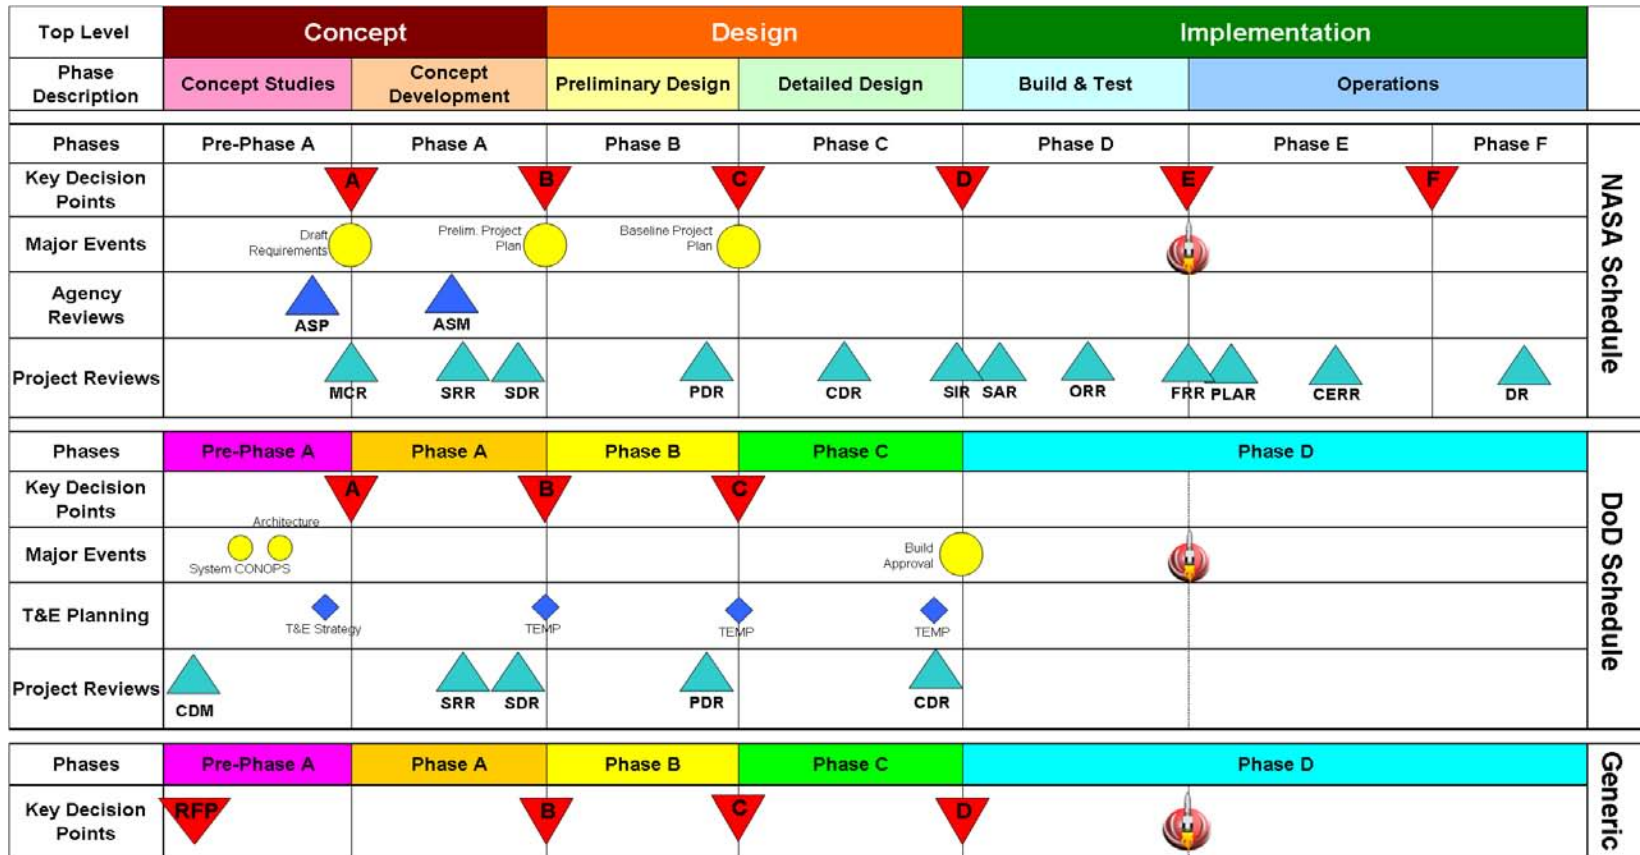 Top Level
Concept
Design
Implementation
Phase
Description
Concept Studies
Concept
Development
Preliminary Design
Detailed Design
Build & Test
Operations
NASA Schedule
Phases
Pre-Phase A
Phase A
Phase B
Phase C
Phase D
Phase E
Phase F
Key Decision
Points
A
B
C
D
E
F
Major Events
Draft
Requirements
Prelim. Project
Plan
Baseline Project
Plan
Agency
Reviews
ASP
ASM
Project Reviews
MCR
SRR
SDR
PDR
CDR
SIR
SAR
ORR
FRR
PLAR
CERR
DR
DoD Schedule
Phases
Pre-Phase A
Phase A
Phase B
Phase C
Phase D
Key Decision
Points
A
B
C
Major Events
Architecture
System CONOPS
Build
Approval
T&E Planning
T&E Strategy
TEMP
TEMP
TEMP
Project Reviews
CDM
SRR
SDR
PDR
CDR
Generic
Phases
Pre-Phase A
Phase A
Phase B
Phase C
Phase D
Key Decision
Points
RFP
B
C
D